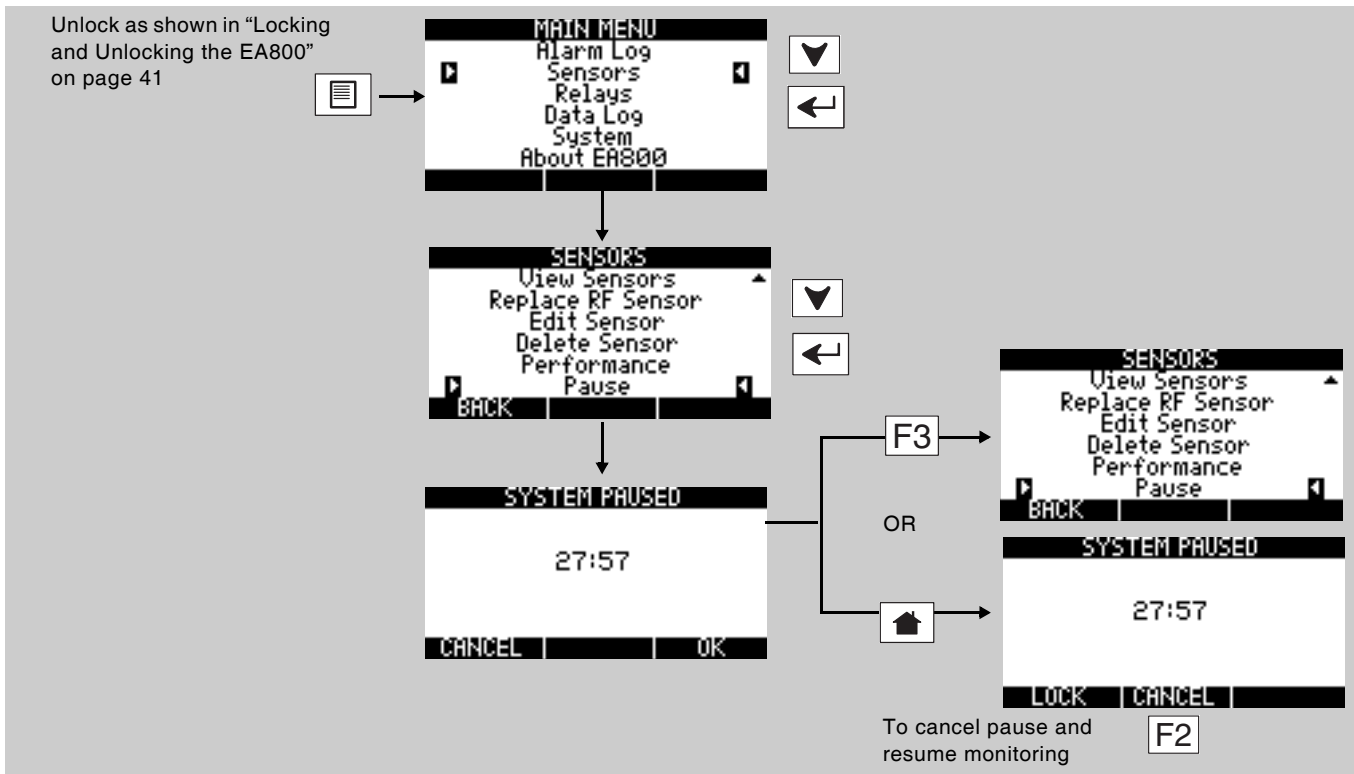 Unlock as shown in “Locking
and Unlocking the EA800”
on page 41
MAIN MENU
Alarm Log
Sensors
Relays
Data Log
System
About EA800
SENSORS
View Sensors
Replace RF Sensor
Edit Sensor
Delete Sensor
Performance
Pause
BACK
SYSTEM PAUSED
27:57
CANCEL OK
F3
SENSORS
View Sensors
Replace RF Sensor
Edit Sensor
Delete Sensor
Performance
Pause
BACK
OR
SYSTEM PAUSED
27:57
LOCK CANCEL
To cancel pause and
resume monitoring
F2